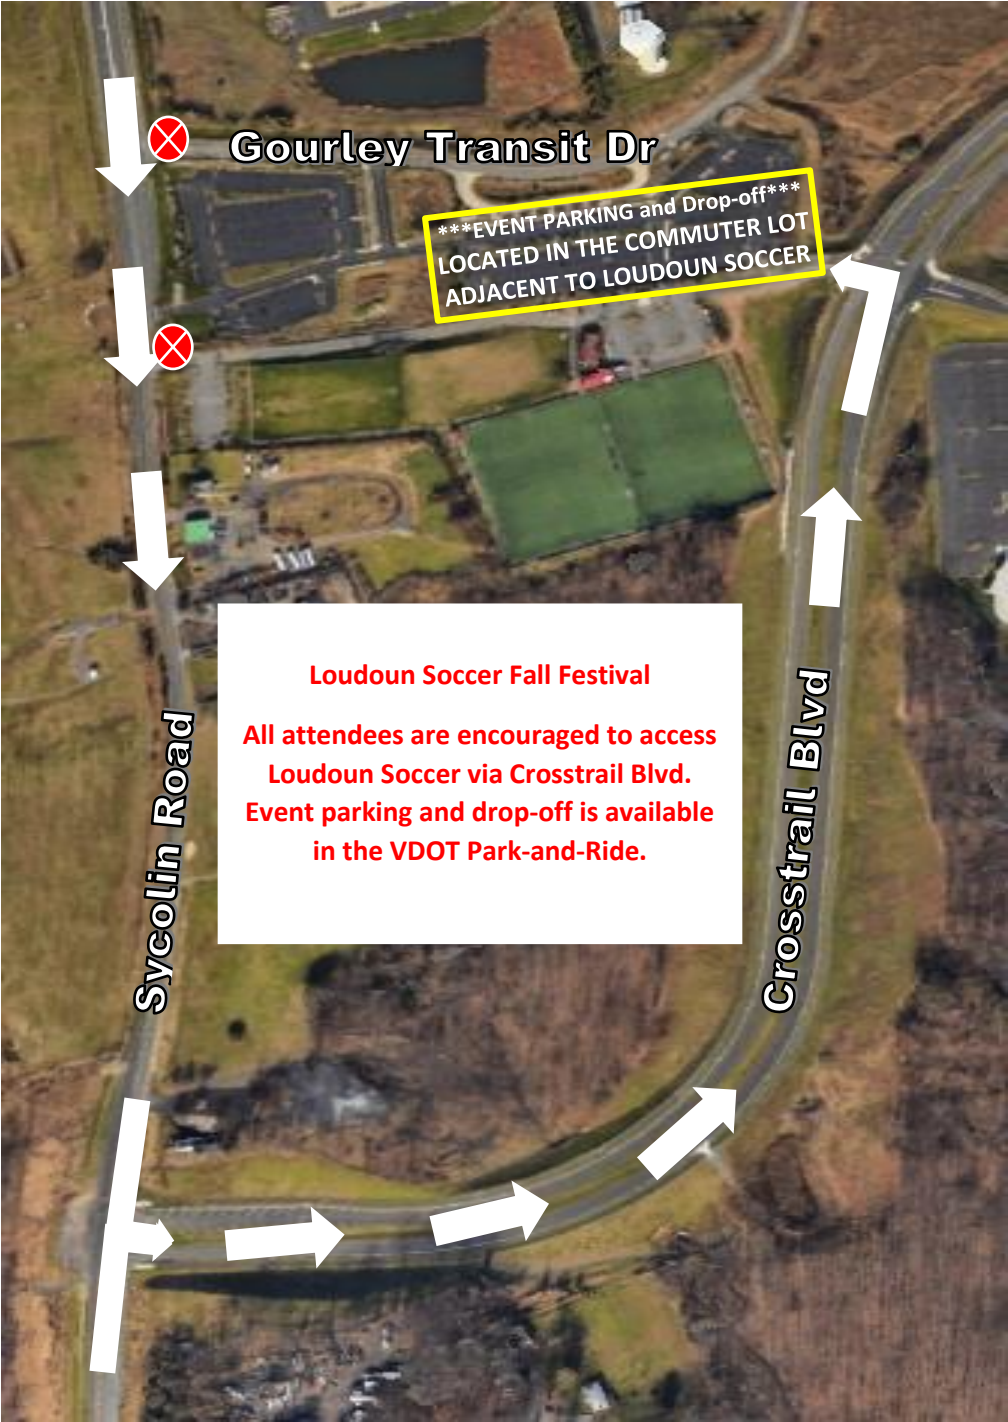 Gourley Transit Dr
***EVENT PARKING and Drop-off***
LOCATED IN THE COMMUTER LOT
ADJACENT TO LOUDOUN SOCCER
Loudoun Soccer Fall Festival
All attendees are encouraged to access
Loudoun Soccer via Crosstrail Blvd.
Event parking and drop-off is available
in the VDOT Park-and-Ride.
Sycolin Road
Crosstrail Blvd